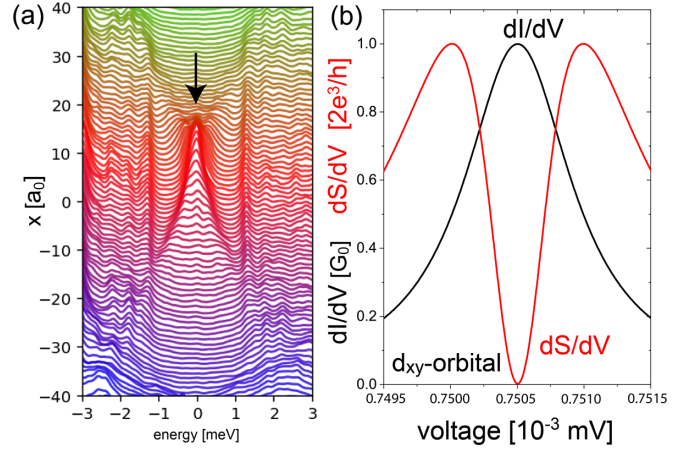 (a)
40
30
20
10
0
−10
−20
−30
−40
x [a₀]
−3 −2 −1 0 1 2 3
energy [meV]
(b)
dI/dV
1.0
0.8
0.6
0.4
0.2
0.0
dI/dV [G₀]
dS/dV [2e³/h]
dS/dV
dxy-orbital
0.7495 0.7500 0.7505 0.7510 0.7515
voltage [10⁻³ mV]